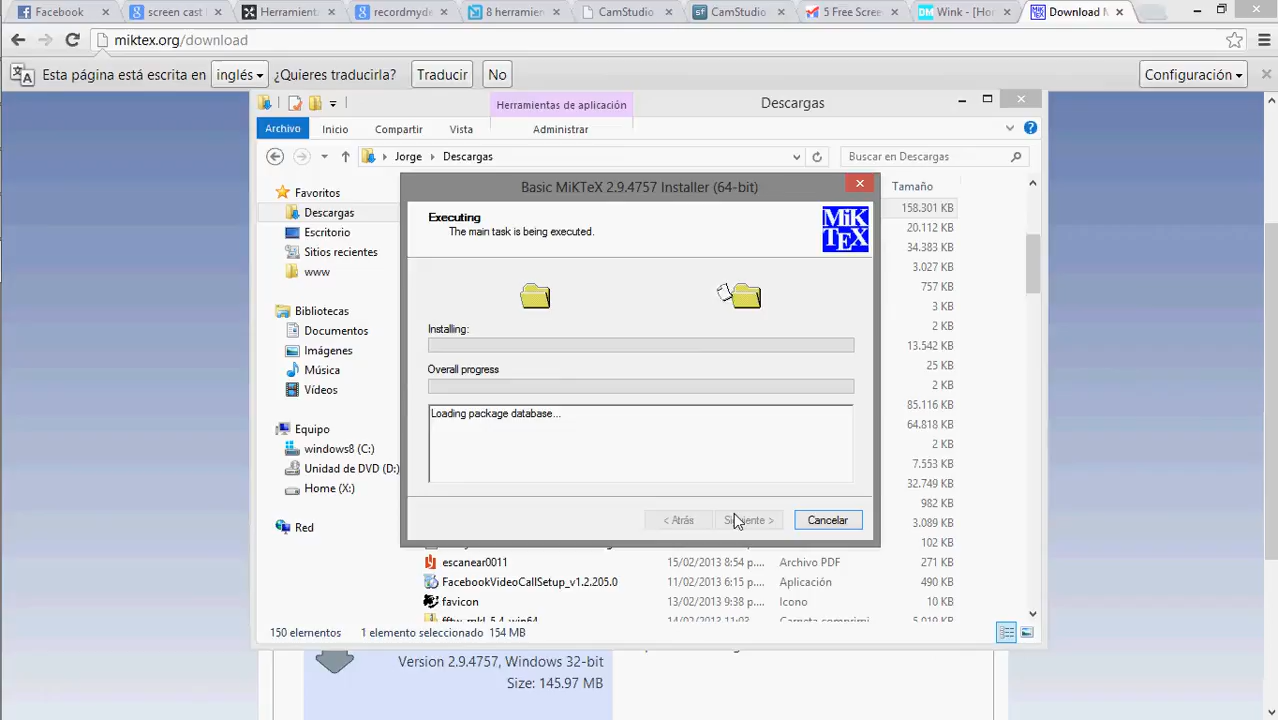 Facebook
screen cast
Herramient
recordmyde
8 herramien
CamStudio
CamStudio
5 Free Scree
Wink - [Ho
Download M
miktex.org/download
Esta página está escrita en inglés ¿Quieres traducirla? Traducir No Configuración
Herramientas de aplicación Descargas
Archivo Inicio Compartir Vista Administrar
Jorge Descargas Buscar en Descargas
Favoritos
Descargas
Escritorio
Sitios recientes
www
Bibliotecas
Documentos
Imágenes
Música
Vídeos
Equipo
windows8 (C:)
Unidad de DVD (D:)
Home (X:)
Red
Basic MiKTeX 2.9.4757 Installer (64-bit)
Executing
The main task is being executed.
MiK
TEX
Installing:
Overall progress
Loading package database...
< Atrás Siguiente > Cancelar
Tamaño
158.301 KB
20.112 KB
34.383 KB
3.027 KB
757 KB
3 KB
2 KB
13.542 KB
25 KB
2 KB
85.116 KB
64.818 KB
2 KB
7.553 KB
32.749 KB
982 KB
3.089 KB
102 KB
escanear0011 15/02/2013 8:54 p.... Archivo PDF 271 KB
FacebookVideoCallSetup_v1.2.205.0 11/02/2013 6:15 p.... Aplicación 490 KB
favicon 13/02/2013 9:38 p.... Icono 10 KB
150 elementos 1 elemento seleccionado 154 MB
Version 2.9.4757, Windows 32-bit
Size: 145.97 MB